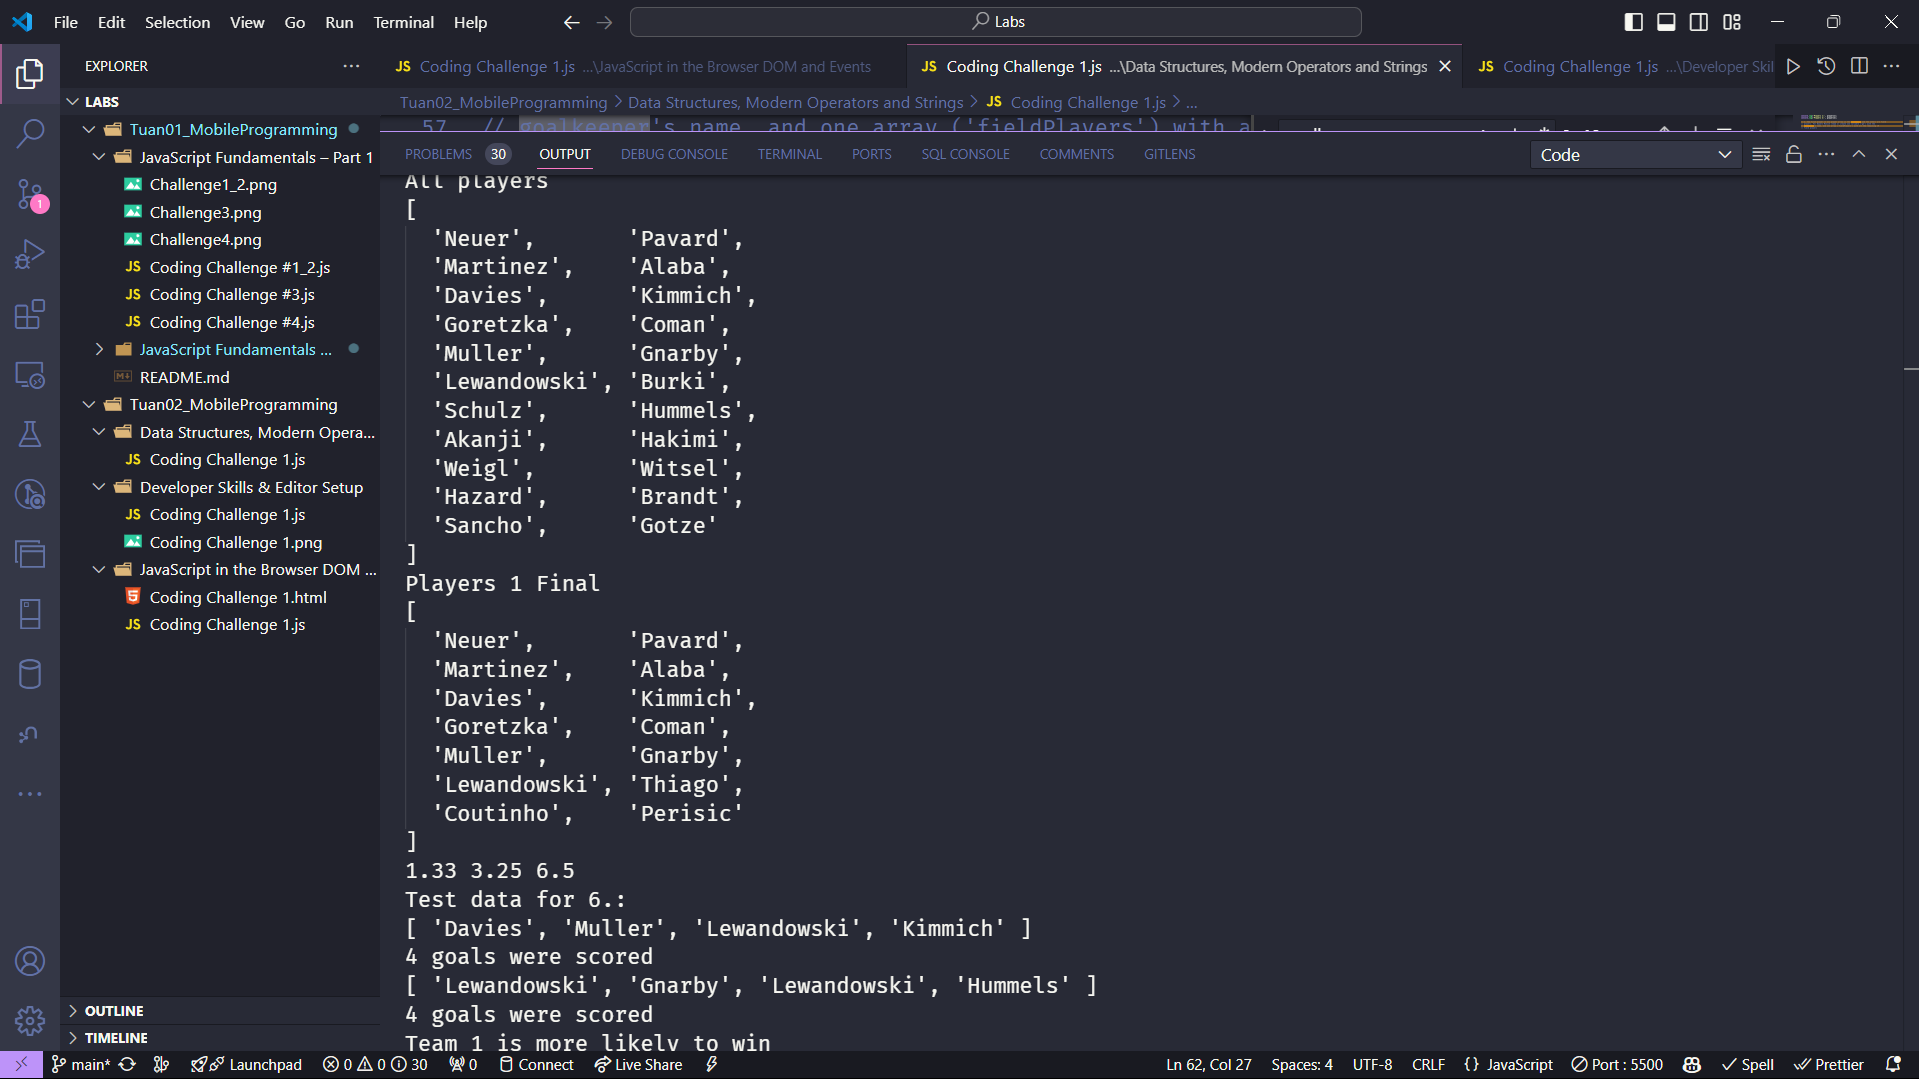 File Edit Selection View Go Run Terminal Help
Labs
EXPLORER
JS Coding Challenge 1.js ...\JavaScript in the Browser DOM and Events
JS Coding Challenge 1.js ...\Data Structures, Modern Operators and Strings
JS Coding Challenge 1.js ...\Developer Skil
Tuan02_MobileProgramming > Data Structures, Modern Operators and Strings > JS Coding Challenge 1.js > ...
57 // goalkeeper's name, and one array ('fieldPlayers') with a
PROBLEMS 30 OUTPUT DEBUG CONSOLE TERMINAL PORTS SQL CONSOLE COMMENTS GITLENS
Code
LABS
Tuan01_MobileProgramming
JavaScript Fundamentals – Part 1
Challenge1_2.png
Challenge3.png
Challenge4.png
JS Coding Challenge #1_2.js
JS Coding Challenge #3.js
JS Coding Challenge #4.js
JavaScript Fundamentals ...
README.md
Tuan02_MobileProgramming
Data Structures, Modern Opera...
JS Coding Challenge 1.js
Developer Skills & Editor Setup
JS Coding Challenge 1.js
Coding Challenge 1.png
JavaScript in the Browser DOM ...
Coding Challenge 1.html
JS Coding Challenge 1.js
OUTLINE
TIMELINE
1
All players
[
'Neuer', 'Pavard',
'Martinez', 'Alaba',
'Davies', 'Kimmich',
'Goretzka', 'Coman',
'Muller', 'Gnarby',
'Lewandowski', 'Burki',
'Schulz', 'Hummels',
'Akanji', 'Hakimi',
'Weigl', 'Witsel',
'Hazard', 'Brandt',
'Sancho', 'Gotze'
]
Players 1 Final
[
'Neuer', 'Pavard',
'Martinez', 'Alaba',
'Davies', 'Kimmich',
'Goretzka', 'Coman',
'Muller', 'Gnarby',
'Lewandowski', 'Thiago',
'Coutinho', 'Perisic'
]
1.33 3.25 6.5
Test data for 6.:
[ 'Davies', 'Muller', 'Lewandowski', 'Kimmich' ]
4 goals were scored
[ 'Lewandowski', 'Gnarby', 'Lewandowski', 'Hummels' ]
4 goals were scored
Team 1 is more likely to win
main* Launchpad 0 0 30 0 Connect Live Share
Ln 62, Col 27 Spaces: 4 UTF-8 CRLF {} JavaScript Port : 5500 Spell Prettier